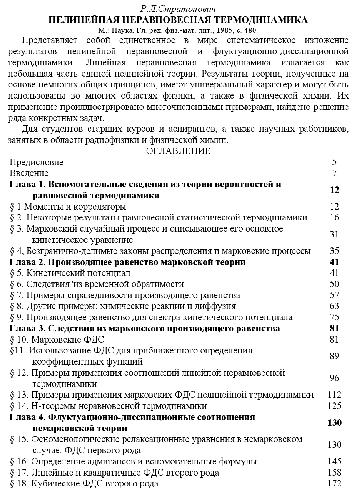 Р.Л.Стратонович
НЕЛИНЕЙНАЯ НЕРАВНОВЕСНАЯ ТЕРМОДИНАМИКА
М.: Наука. Гл. ред. физ.-мат. лит., 1985, с. 480
Представляет собой единственное в мире систематическое изложение
результатов нелинейной неравновесной и флуктуационно-диссипационной
термодинамики. Линейная неравновесная термодинамика излагается как
небольшая часть единой нелинейной теории. Результаты теории, полученные на
основе немногих общих принципов, имеют универсальный характер и могут быть
использованы во многих областях физики, а также в физической химии. Их
применение проиллюстрировано многочисленными примерами, найдено решение
ряда конкретных задач.
Для студентов старших курсов и аспирантов, а также научных работников,
занятых в области радиофизики и физической химии.
ОГЛАВЛЕНИЕ
Предисловие 5
Введение 7
Глава 1. Вспомогательные сведения из теории вероятностей и
равновесной термодинамики 12
§ 1 Моменты и корреляторы 12
§ 2. Некоторые результаты равновесной статистической термодинамики 16
§ 3. Марковский случайный процесс и описывающее его основное
кинетическое уравнение 31
§ 4, Безгранично-делимые законы распределения и марковские процессы 35
Глава 2. Производящее равенство марковской теории 41
§ 5. Кинетический потенциал 41
§ 6. Следствия из временной обратимости 50
§ 7. Примеры справедливости производящего равенства 57
§ 8. Другие примеры: химические реакции и диффузия 63
§ 9. Производящее равенство для спектра кинетического потенциала 75
Глава 3. Следствия из марковского производящего равенства 81
§ 10. Марковские ФДС 81
§11. Использование ФДС для приближенного определения
коэффициентных функций 89
§ 12. Примеры применения соотношений линейной неравновесной
термодинамики 96
§ 13. Примеры применения марковских ФДС нелинейной термодинамики 112
§ 14. Н-теоремы неравновесной термодинамики 125
Глава 4. Флуктуационно-диссипационные соотношения
немарковской теории 130
§ 15. Феноменологические релаксационные уравнения в немарковском
случае. ФДС первого рода 130
§ 16. Определение адмитансов и вспомогательные формулы 145
§ 17. Линейные и квадратичные ФДС второго рода 158
§ 18. Кубические ФДС второго рода 172